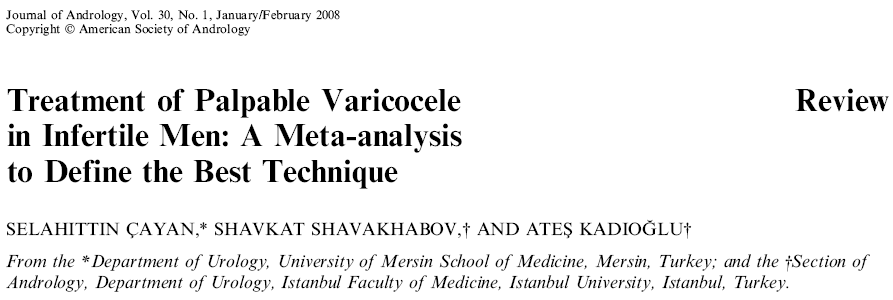 Journal of Andrology, Vol. 30, No. 1, January/February 2008
Copyright © American Society of Andrology
Treatment of Palpable Varicocele
in Infertile Men: A Meta-analysis
to Define the Best Technique
Review
SELAHITTIN ÇAYAN,* SHAVKAT SHAVAKHABOV,† AND ATEŞ KADIOĞLU†
From the *Department of Urology, University of Mersin School of Medicine, Mersin, Turkey; and the †Section of
Andrology, Department of Urology, Istanbul Faculty of Medicine, Istanbul University, Istanbul, Turkey.